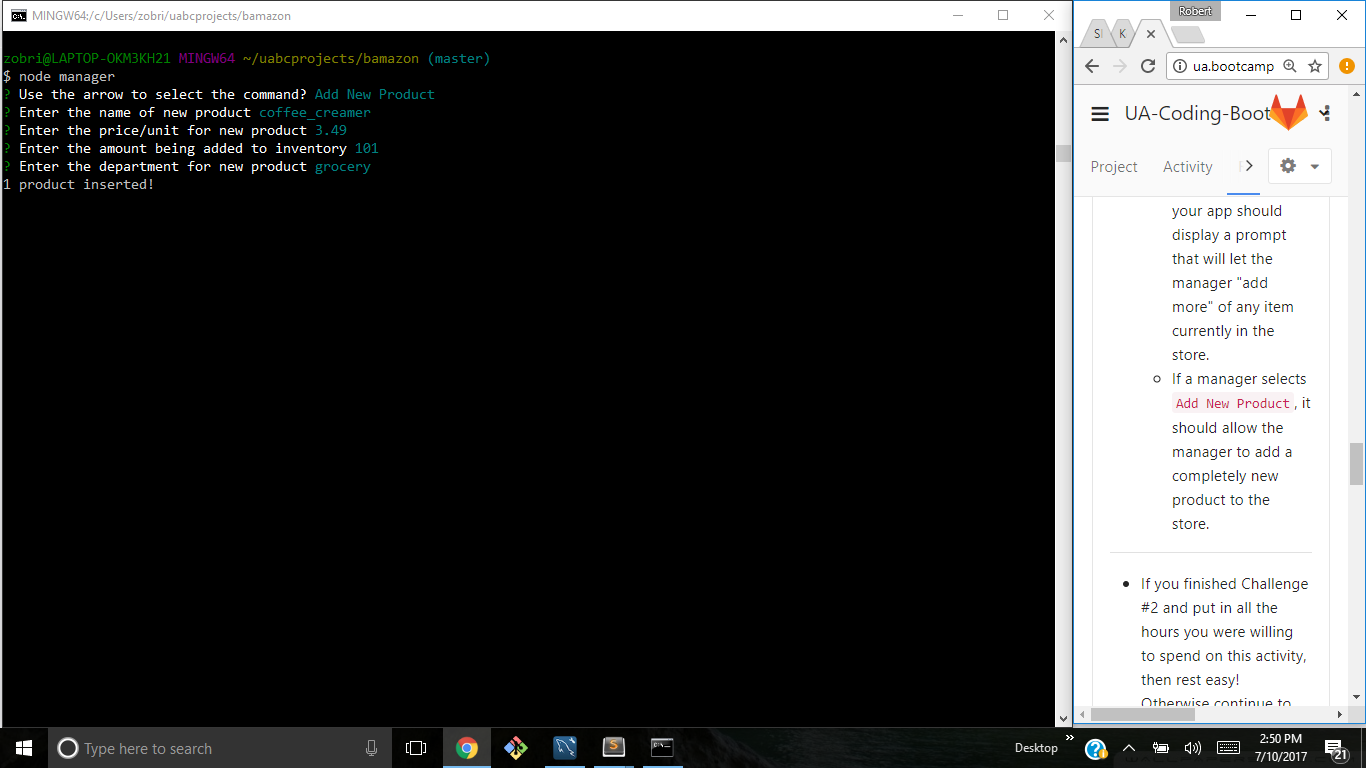 MINGW64:/c/Users/zobri/uabcprojects/bamazon
zobri@LAPTOP-OKM3KH21 MINGW64 ~/uabcprojects/bamazon (master)
$ node manager
? Use the arrow to select the command? Add New Product
? Enter the name of new product coffee_creamer
? Enter the price/unit for new product 3.49
? Enter the amount being added to inventory 101
? Enter the department for new product grocery
1 product inserted!
Robert
K
ua.bootcamp
UA-Coding-Boot
Project
Activity
your app should
display a prompt
that will let the
manager "add
more" of any item
currently in the
store.
If a manager selects
Add New Product, it
should allow the
manager to add a
completely new
product to the
store.
If you finished Challenge
#2 and put in all the
hours you were willing
to spend on this activity,
then rest easy!
Otherwise continue to
Type here to search
Desktop
2:50 PM
7/10/2017
21